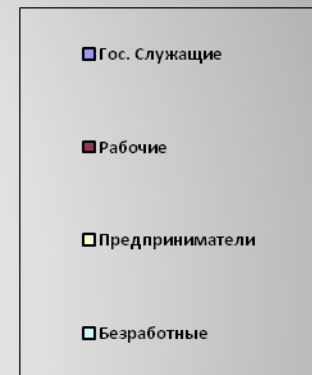 Гос. Служащие
Рабочие
Предприниматели
Безработные